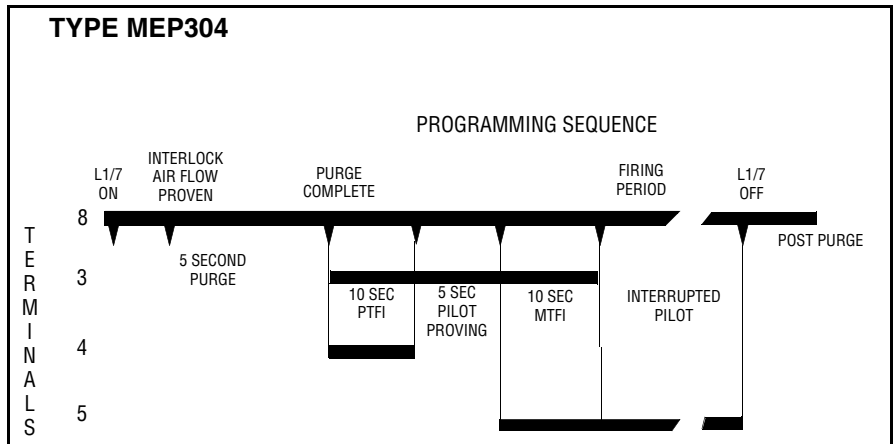 TYPE MEP304
PROGRAMMING SEQUENCE
L1/7
ON
INTERLOCK
AIR FLOW
PROVEN
PURGE
COMPLETE
FIRING
PERIOD
L1/7
OFF
TERMINALS
8
5 SECOND
PURGE
POST PURGE
3
10 SEC
PTFI
5 SEC
PILOT
PROVING
10 SEC
MTFI
INTERRUPTED
PILOT
4
5